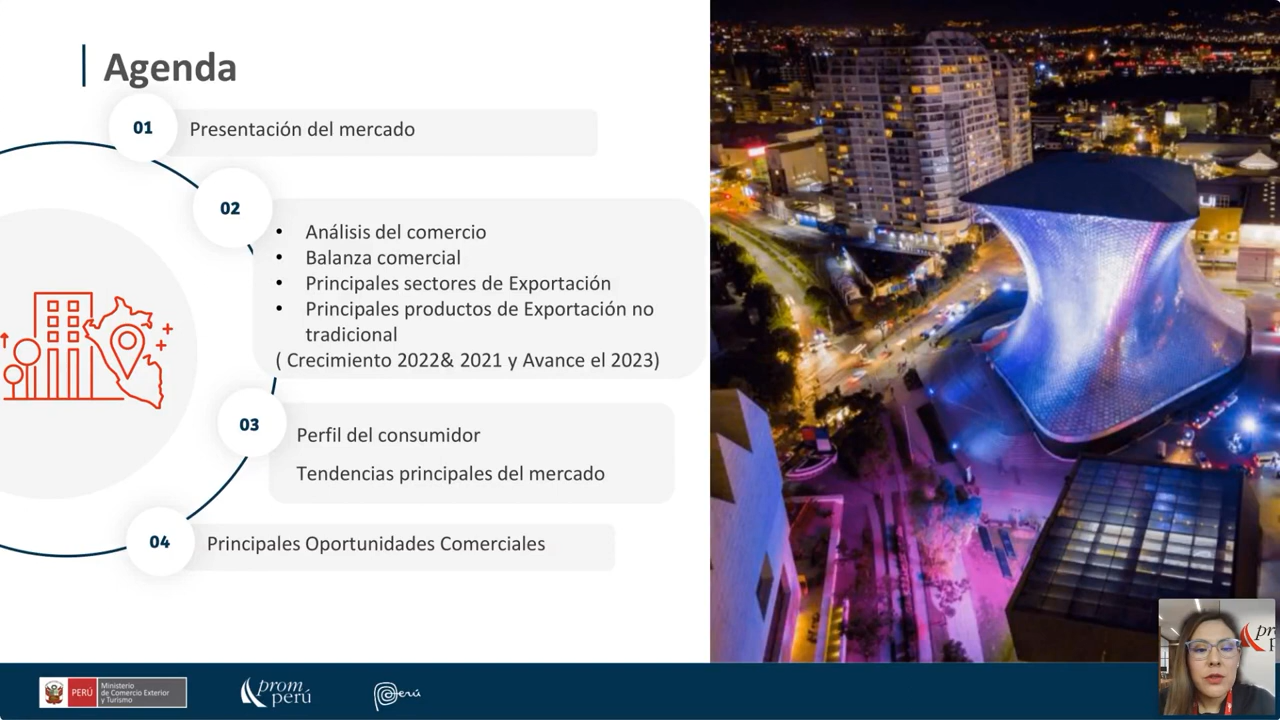 Agenda
01
Presentación del mercado
02
• Análisis del comercio
• Balanza comercial
• Principales sectores de Exportación
• Principales productos de Exportación no
tradicional
( Crecimiento 2022& 2021 y Avance el 2023)
03
Perfil del consumidor
Tendencias principales del mercado
04
Principales Oportunidades Comerciales
PERÚ
Ministerio
de Comercio Exterior
y Turismo
prom
perú
Perú